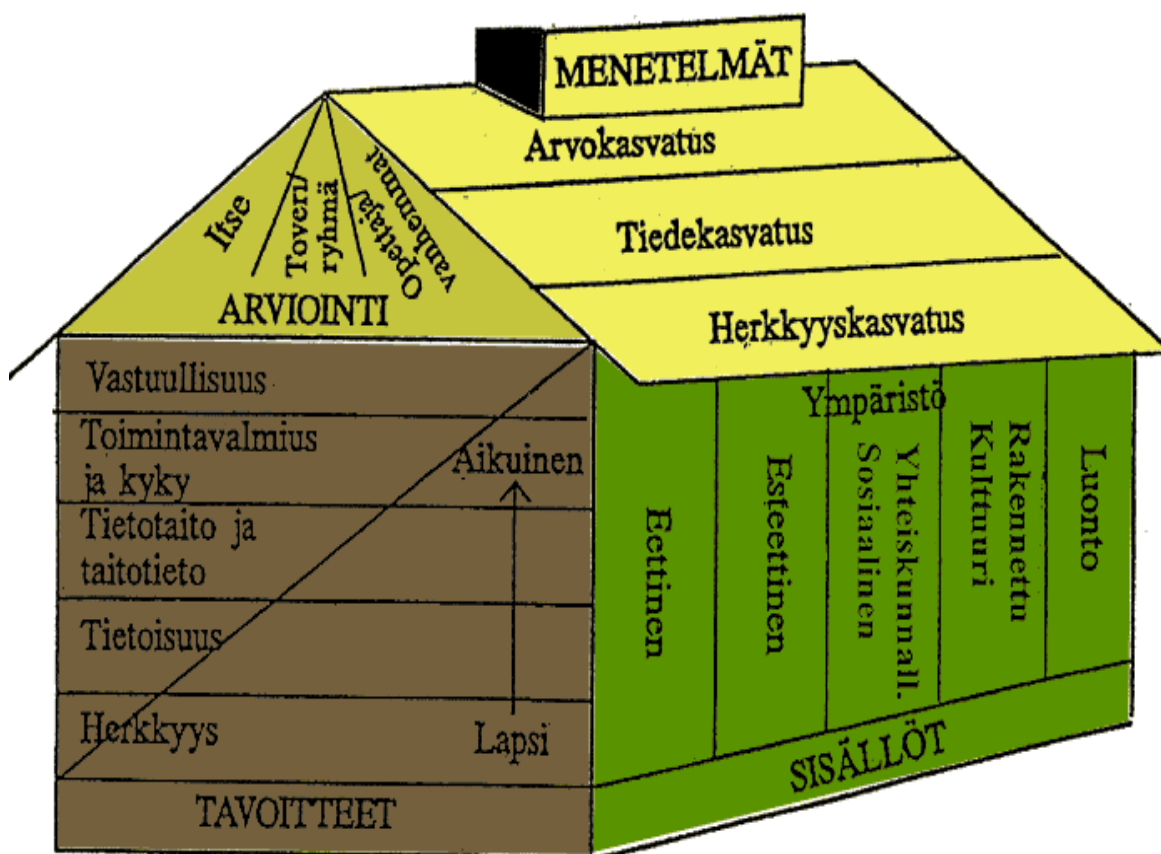 MENETELMÄT
Arvokasvatus
Tiedekasvatus
Herkkyyskasvatus
Itse
Toveri/
ryhmä
Opettaja/
vanhemmat
ARVIOINTI
Vastuullisuus
Toimintavalmius
ja kyky
Tietotaito ja
taitotieto
Tietoisuus
Herkkyys
Aikuinen
Lapsi
TAVOITTEET
Ympäristö
Eettinen
Esteettinen
Yhteiskunnall.
Sosiaalinen
Rakennettu
Kulttuuri
Luonto
SISÄLLÖT